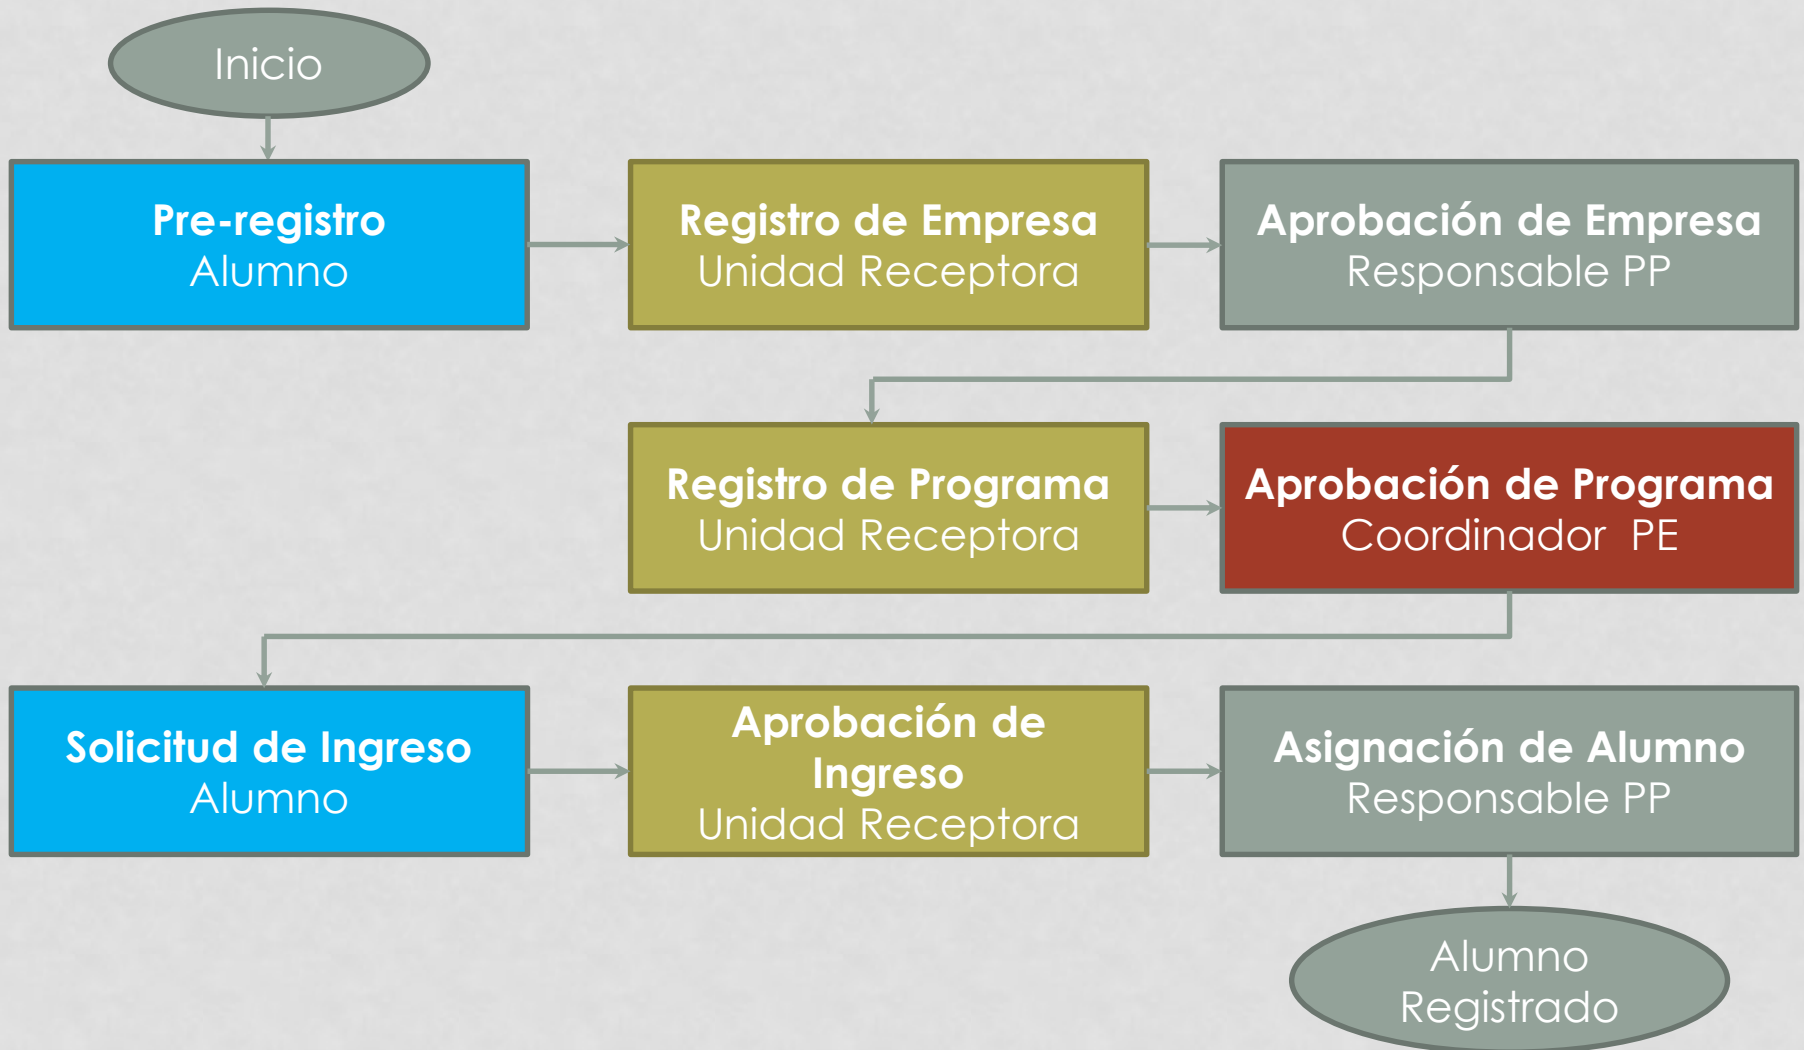 Inicio
Pre-registro
Alumno
Registro de Empresa
Unidad Receptora
Aprobación de Empresa
Responsable PP
Registro de Programa
Unidad Receptora
Aprobación de Programa
Coordinador  PE
Solicitud de Ingreso
Alumno
Aprobación de
Ingreso
Unidad Receptora
Asignación de Alumno
Responsable PP
Alumno
Registrado